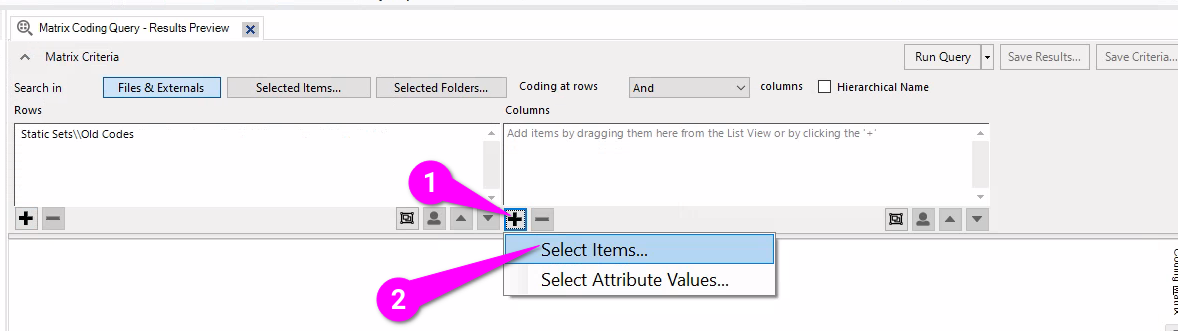 Matrix Coding Query - Results Preview
Matrix Criteria
Run Query
Save Results...
Save Criteria...
Search in
Files & Externals
Selected Items...
Selected Folders...
Coding at rows
And
columns
Hierarchical Name
Rows
Columns
Static Sets\\Old Codes
Add items by dragging them here from the List View or by clicking the '+'
1
Select Items...
2
Select Attribute Values...